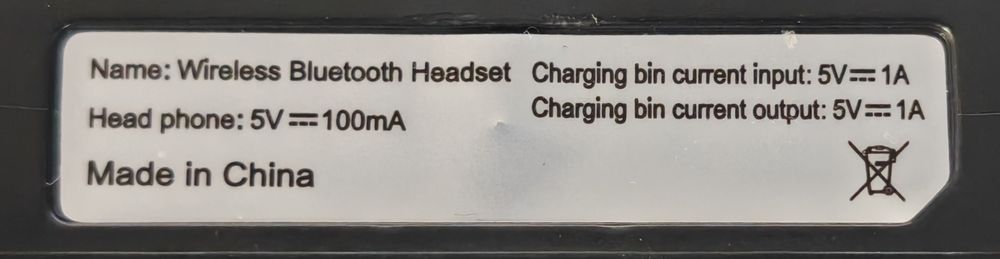 Name: Wireless Bluetooth Headset
Head phone: 5V⎓100mA
Made in China
Charging bin current input: 5V⎓1A
Charging bin current output: 5V⎓1A